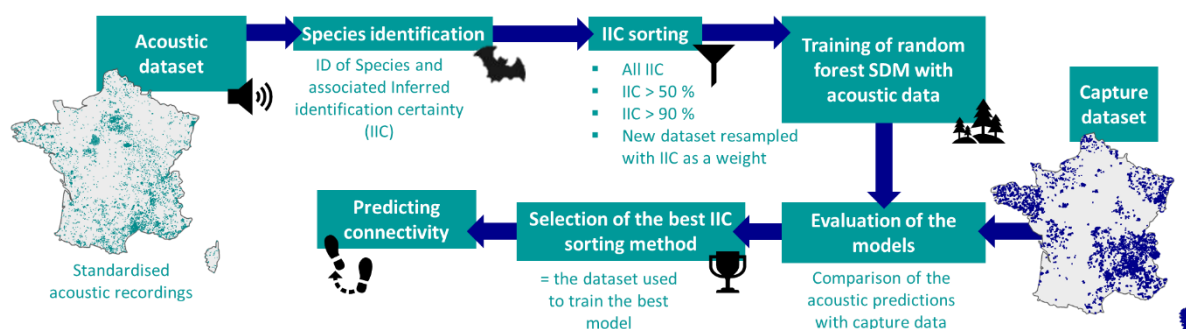 Acoustic
dataset
Standardised
acoustic recordings
Species identification
ID of Species and
associated Inferred
identification certainty
(IIC)
IIC sorting
▪ All IIC
▪ IIC > 50 %
▪ IIC > 90 %
▪ New dataset resampled
with IIC as a weight
Training of random
forest SDM with
acoustic data
Capture
dataset
Evaluation of the
models
Comparison of the
acoustic predictions
with capture data
Selection of the best IIC
sorting method
= the dataset used
to train the best
model
Predicting
connectivity